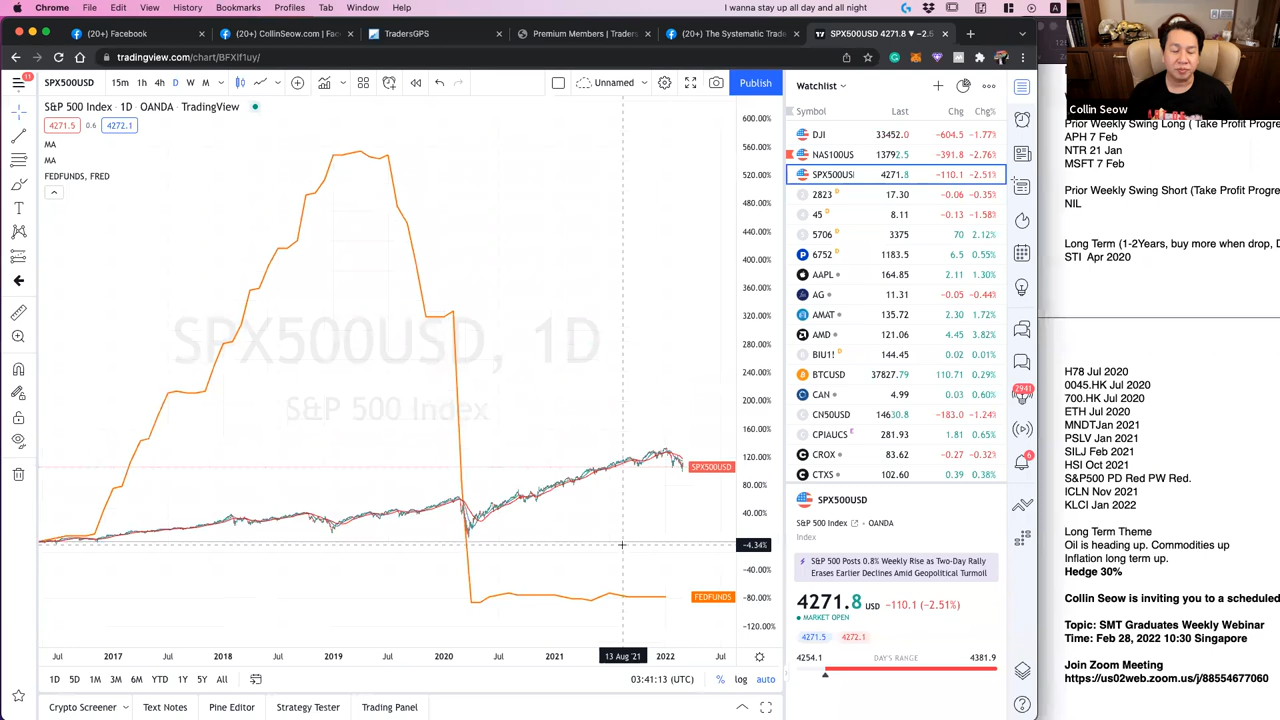 Chrome File Edit View History Bookmarks Profiles Tab Window Help
I wanna stay up all day and all night
(20+) Facebook
(20+) CollinSeow.com | Fac
TradersGPS
Premium Members | Traders
(20+) The Systematic Trade
SPX500USD 4271.8 ▼ −2.5
tradingview.com/chart/BFXIf1uy/
Collin Seow
11
SPX500USD 15m 1h 4h D W M
Unnamed
Publish
S&P 500 Index · 1D · OANDA · TradingView
4271.5 0.6 4272.1
MA
MA
FEDFUNDS, FRED
SPX500USD, 1D
S&P 500 Index
600.00%
560.00%
520.00%
480.00%
440.00%
400.00%
360.00%
320.00%
280.00%
240.00%
200.00%
160.00%
120.00%
80.00%
40.00%
−4.34%
−40.00%
−80.00%
−120.00%
SPX500USD
FEDFUNDS
Jul 2017 Jul 2018 Jul 2019 Jul 2020 Jul 2021 13 Aug '21 2022 Jul
1D 5D 1M 3M 6M YTD 1Y 5Y All
03:41:13 (UTC) % log auto
Crypto Screener Text Notes Pine Editor Strategy Tester Trading Panel
Watchlist
Symbol Last Chg Chg%
DJI 33452.0 −604.5 −1.77%
NAS100US 13792.5 −391.8 −2.76%
SPX500US 4271.8 −110.1 −2.51%
2823 D 17.30 −0.06 −0.35%
45 D 8.11 −0.13 −1.58%
5706 3375 70 2.12%
6752 D 1183.5 6.5 0.55%
AAPL 164.85 2.11 1.30%
AG 11.31 −0.05 −0.44%
AMAT 135.72 2.30 1.72%
AMD 121.06 4.45 3.82%
BIU1! D 144.45 0.02 0.01%
BTCUSD 37827.79 110.71 0.29%
CAN 4.99 0.03 0.60%
CN50USD 14630.8 −183.0 −1.24%
CPIAUCS E 281.93 1.81 0.65%
CROX 83.62 −0.27 −0.32%
CTXS 102.60 0.39 0.38%
SPX500USD
S&P 500 Index OANDA
Index
S&P 500 Posts 0.8% Weekly Rise as Two-Day Rally
Erases Earlier Declines Amid Geopolitical Turmoil
4271.8 USD −110.1 (−2.51%)
MARKET OPEN
4271.5 4272.1
4254.1 DAY'S RANGE 4381.9
2941
6
Prior Weekly Swing Long ( Take Profit Progre
APH 7 Feb
NTR 21 Jan
MSFT 7 Feb
Prior Weekly Swing Short (Take Profit Progre
NIL
Long Term (1-2Years, buy more when drop, D
STI Apr 2020
H78 Jul 2020
0045.HK Jul 2020
700.HK Jul 2020
ETH Jul 2020
MNDTJan 2021
PSLV Jan 2021
SILJ Feb 2021
HSI Oct 2021
S&P500 PD Red PW Red.
ICLN Nov 2021
KLCI Jan 2022
Long Term Theme
Oil is heading up. Commodities up
Inflation long term up.
Hedge 30%
Collin Seow is inviting you to a scheduled
Topic: SMT Graduates Weekly Webinar
Time: Feb 28, 2022 10:30 Singapore
Join Zoom Meeting
https://us02web.zoom.us/j/88554677060